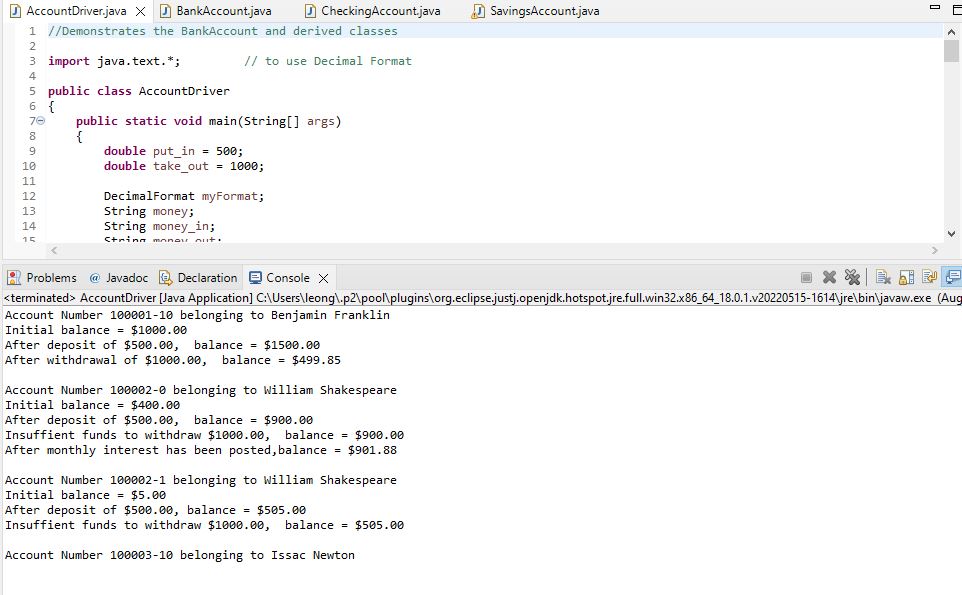 AccountDriver.java BankAccount.java CheckingAccount.java SavingsAccount.java
1 //Demonstrates the BankAccount and derived classes
2
3 import java.text.*; // to use Decimal Format
4
5 public class AccountDriver
6 {
7 public static void main(String[] args)
8 {
9 double put_in = 500;
10 double take_out = 1000;
11
12 DecimalFormat myFormat;
13 String money;
14 String money_in;
15 String money_out;
Problems @ Javadoc Declaration Console
<terminated> AccountDriver [Java Application] C:\Users\leong\.p2\pool\plugins\org.eclipse.justj.openjdk.hotspot.jre.full.win32.x86_64_18.0.1.v20220515-1614\jre\bin\javaw.exe (Aug
Account Number 100001-10 belonging to Benjamin Franklin
Initial balance = $1000.00
After deposit of $500.00,  balance = $1500.00
After withdrawal of $1000.00,  balance = $499.85
Account Number 100002-0 belonging to William Shakespeare
Initial balance = $400.00
After deposit of $500.00,  balance = $900.00
Insuffient funds to withdraw $1000.00,  balance = $900.00
After monthly interest has been posted,balance = $901.88
Account Number 100002-1 belonging to William Shakespeare
Initial balance = $5.00
After deposit of $500.00, balance = $505.00
Insuffient funds to withdraw $1000.00,  balance = $505.00
Account Number 100003-10 belonging to Issac Newton